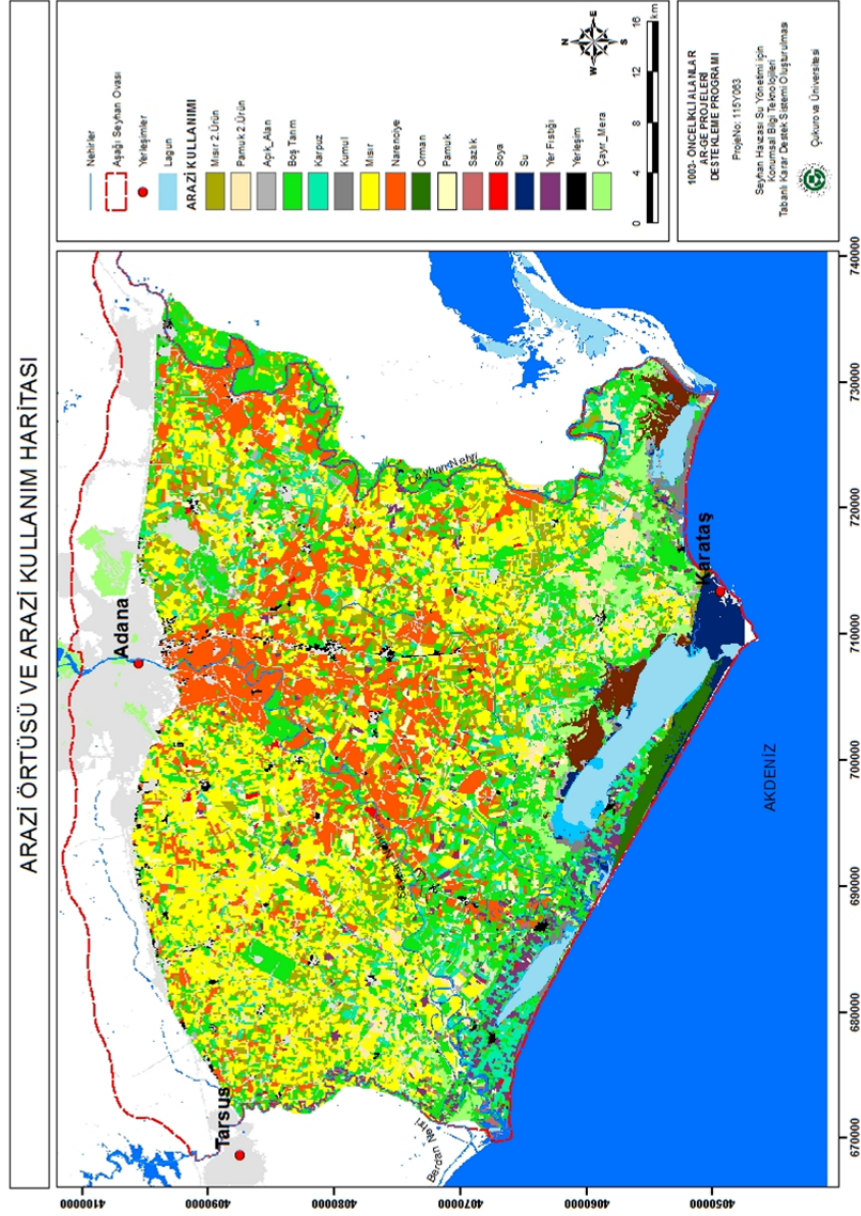 ARAZİ ÖRTÜSÜ VE ARAZİ KULLANIM HARİTASI
4100000
4090000
4080000
4070000
4060000
4050000
670000
680000
690000
700000
710000
720000
730000
740000
Tarsus
Adana
Karataş
Berdan Nehri
Ceyhan Nehri
AKDENİZ
Nehirler
Aşağı Seyhan Ovası
Yerleşimler
Lagun
ARAZİ KULLANIMI
Mısır 2.Ürün
Pamuk 2.Ürün
Açık_Alan
Boş Tarım
Karpuz
Kumul
Mısır
Narenciye
Orman
Pamuk
Sazlık
Soya
Su
Yer Fıstığı
Yerleşim
Çayır_Mera
N
W E
S
0 4 8 12 16
km
1003- ÖNCELİKLİ ALANLAR
AR-GE PROJELERİ
DESTEKLEME PROGRAMI
ProjeNo: 115Y063
Seyhan Havzası Su Yönetimi için
Konumsal Bilgi Teknolojileri
Tabanlı Karar Destek Sistemi Oluşturulması
Çukurova Üniversitesi